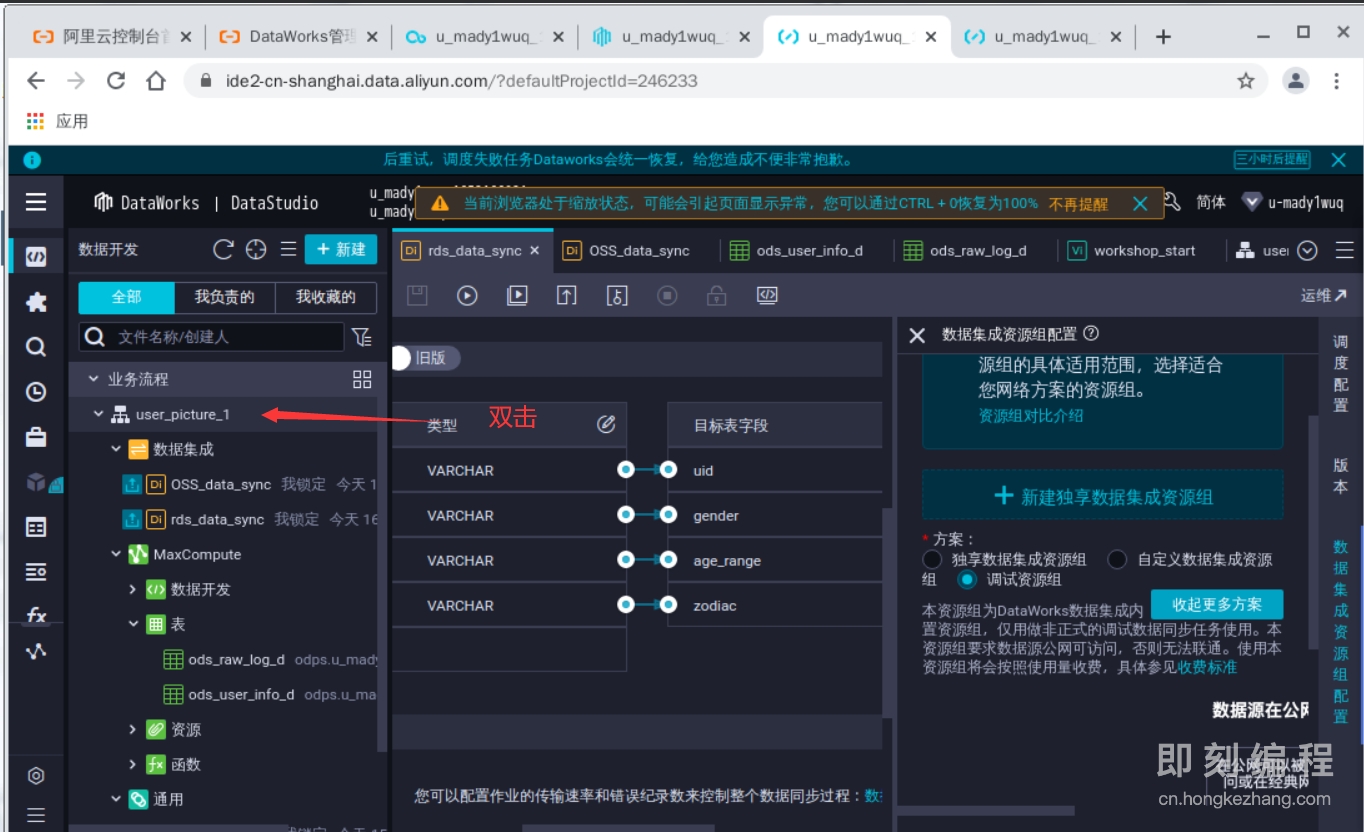 阿里云控制台
DataWorks管理
u_mady1wuq_
u_mady1wuq_
u_mady1wuq_
u_mady1wuq_
ide2-cn-shanghai.data.aliyun.com/?defaultProjectId=246233
应用
后重试，调度失败任务Dataworks会统一恢复，给您造成不便非常抱歉。
三小时后提醒
DataWorks | DataStudio
u_mady
u_mady
当前浏览器处于缩放状态，可能会引起页面显示异常，您可以通过CTRL + 0恢复为100% 不再提醒
简体
u-mady1wuq
数据开发
+ 新建
Di rds_data_sync
Di OSS_data_sync
ods_user_info_d
ods_raw_log_d
Vi workshop_start
user
全部 我负责的 我收藏的
运维
文件名称/创建人
业务流程
user_picture_1
双击
数据集成
Di OSS_data_sync 我锁定 今天 1
Di rds_data_sync 我锁定 今天 16
MaxCompute
数据开发
表
ods_raw_log_d odps.u_mady
ods_user_info_d odps.u_ma
资源
fx 函数
通用
fx
旧版
类型 目标表字段
VARCHAR uid
VARCHAR gender
VARCHAR age_range
VARCHAR zodiac
您可以配置作业的传输速率和错误纪录数来控制整个数据同步过程：数
数据集成资源组配置
源组的具体适用范围，选择适合
您网络方案的资源组。
资源组对比介绍
+ 新建独享数据集成资源组
* 方案：
独享数据集成资源组 自定义数据集成资源
组 调试资源组
收起更多方案
本资源组为DataWorks数据集成内
置资源组，仅用做非正式的调试数据同步任务使用。本
资源组要求数据源公网可访问，否则无法联通。使用本
资源组将会按照使用量收费，具体参见收费标准
数据源在公网
问或在经典网
调度配置
版本
数据集成资源组配置
即刻编程
cn.hongkezhang.com